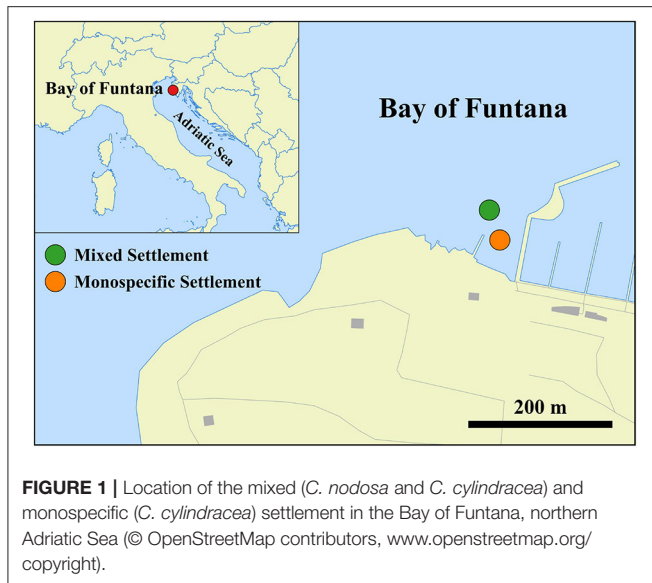 Bay of Funtana
Adriatic Sea
Bay of Funtana
Mixed Settlement
Monospecific Settlement
200 m
FIGURE 1 | Location of the mixed (C. nodosa and C. cylindracea) and
monospecific (C. cylindracea) settlement in the Bay of Funtana, northern
Adriatic Sea (© OpenStreetMap contributors, www.openstreetmap.org/
copyright).